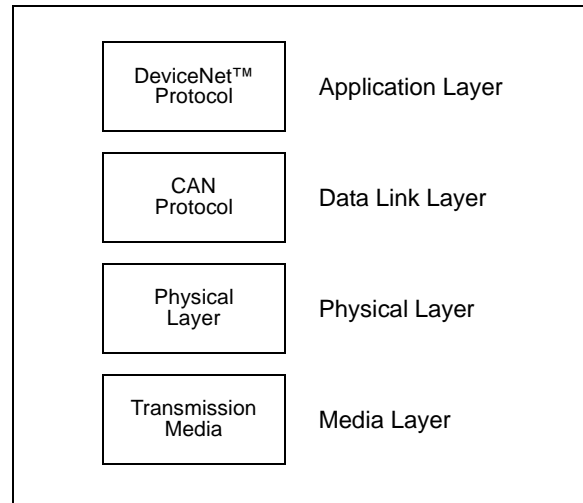 DeviceNet™
Protocol
Application Layer
CAN
Protocol
Data Link Layer
Physical
Layer
Physical Layer
Transmission
Media
Media Layer